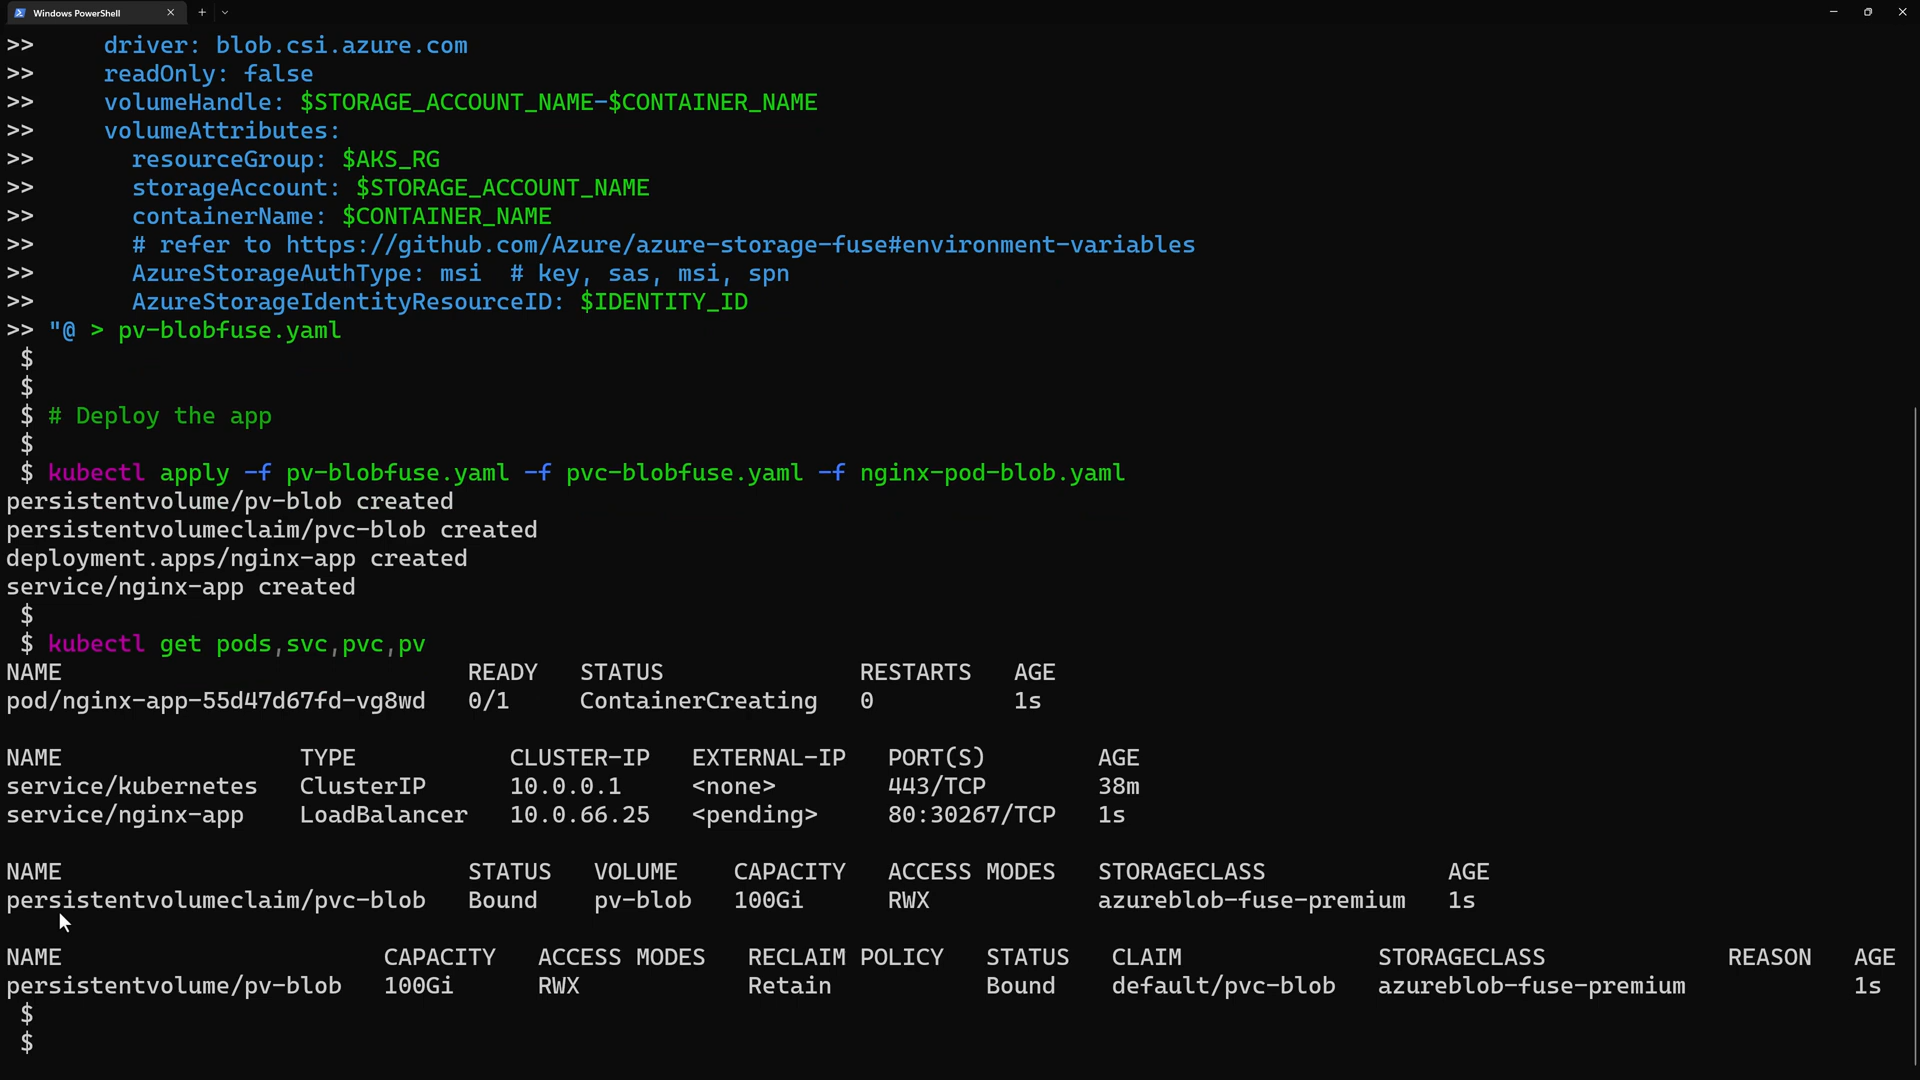 Windows PowerShell
>>     driver: blob.csi.azure.com
>>     readOnly: false
>>     volumeHandle: $STORAGE_ACCOUNT_NAME-$CONTAINER_NAME
>>     volumeAttributes:
>>       resourceGroup: $AKS_RG
>>       storageAccount: $STORAGE_ACCOUNT_NAME
>>       containerName: $CONTAINER_NAME
>>       # refer to https://github.com/Azure/azure-storage-fuse#environment-variables
>>       AzureStorageAuthType: msi  # key, sas, msi, spn
>>       AzureStorageIdentityResourceID: $IDENTITY_ID
>> "@ > pv-blobfuse.yaml
$
$
$ # Deploy the app
$
$ kubectl apply -f pv-blobfuse.yaml -f pvc-blobfuse.yaml -f nginx-pod-blob.yaml
persistentvolume/pv-blob created
persistentvolumeclaim/pvc-blob created
deployment.apps/nginx-app created
service/nginx-app created
$
$ kubectl get pods,svc,pvc,pv
NAME                             READY   STATUS              RESTARTS   AGE
pod/nginx-app-55d47d67fd-vg8wd   0/1     ContainerCreating   0          1s
NAME                 TYPE           CLUSTER-IP   EXTERNAL-IP   PORT(S)        AGE
service/kubernetes   ClusterIP      10.0.0.1     <none>        443/TCP        38m
service/nginx-app    LoadBalancer   10.0.66.25   <pending>     80:30267/TCP   1s
NAME                             STATUS   VOLUME    CAPACITY   ACCESS MODES   STORAGECLASS             AGE
persistentvolumeclaim/pvc-blob   Bound    pv-blob   100Gi      RWX            azureblob-fuse-premium   1s
NAME                       CAPACITY   ACCESS MODES   RECLAIM POLICY   STATUS   CLAIM              STORAGECLASS             REASON   AGE
persistentvolume/pv-blob   100Gi      RWX            Retain           Bound    default/pvc-blob   azureblob-fuse-premium            1s
$
$